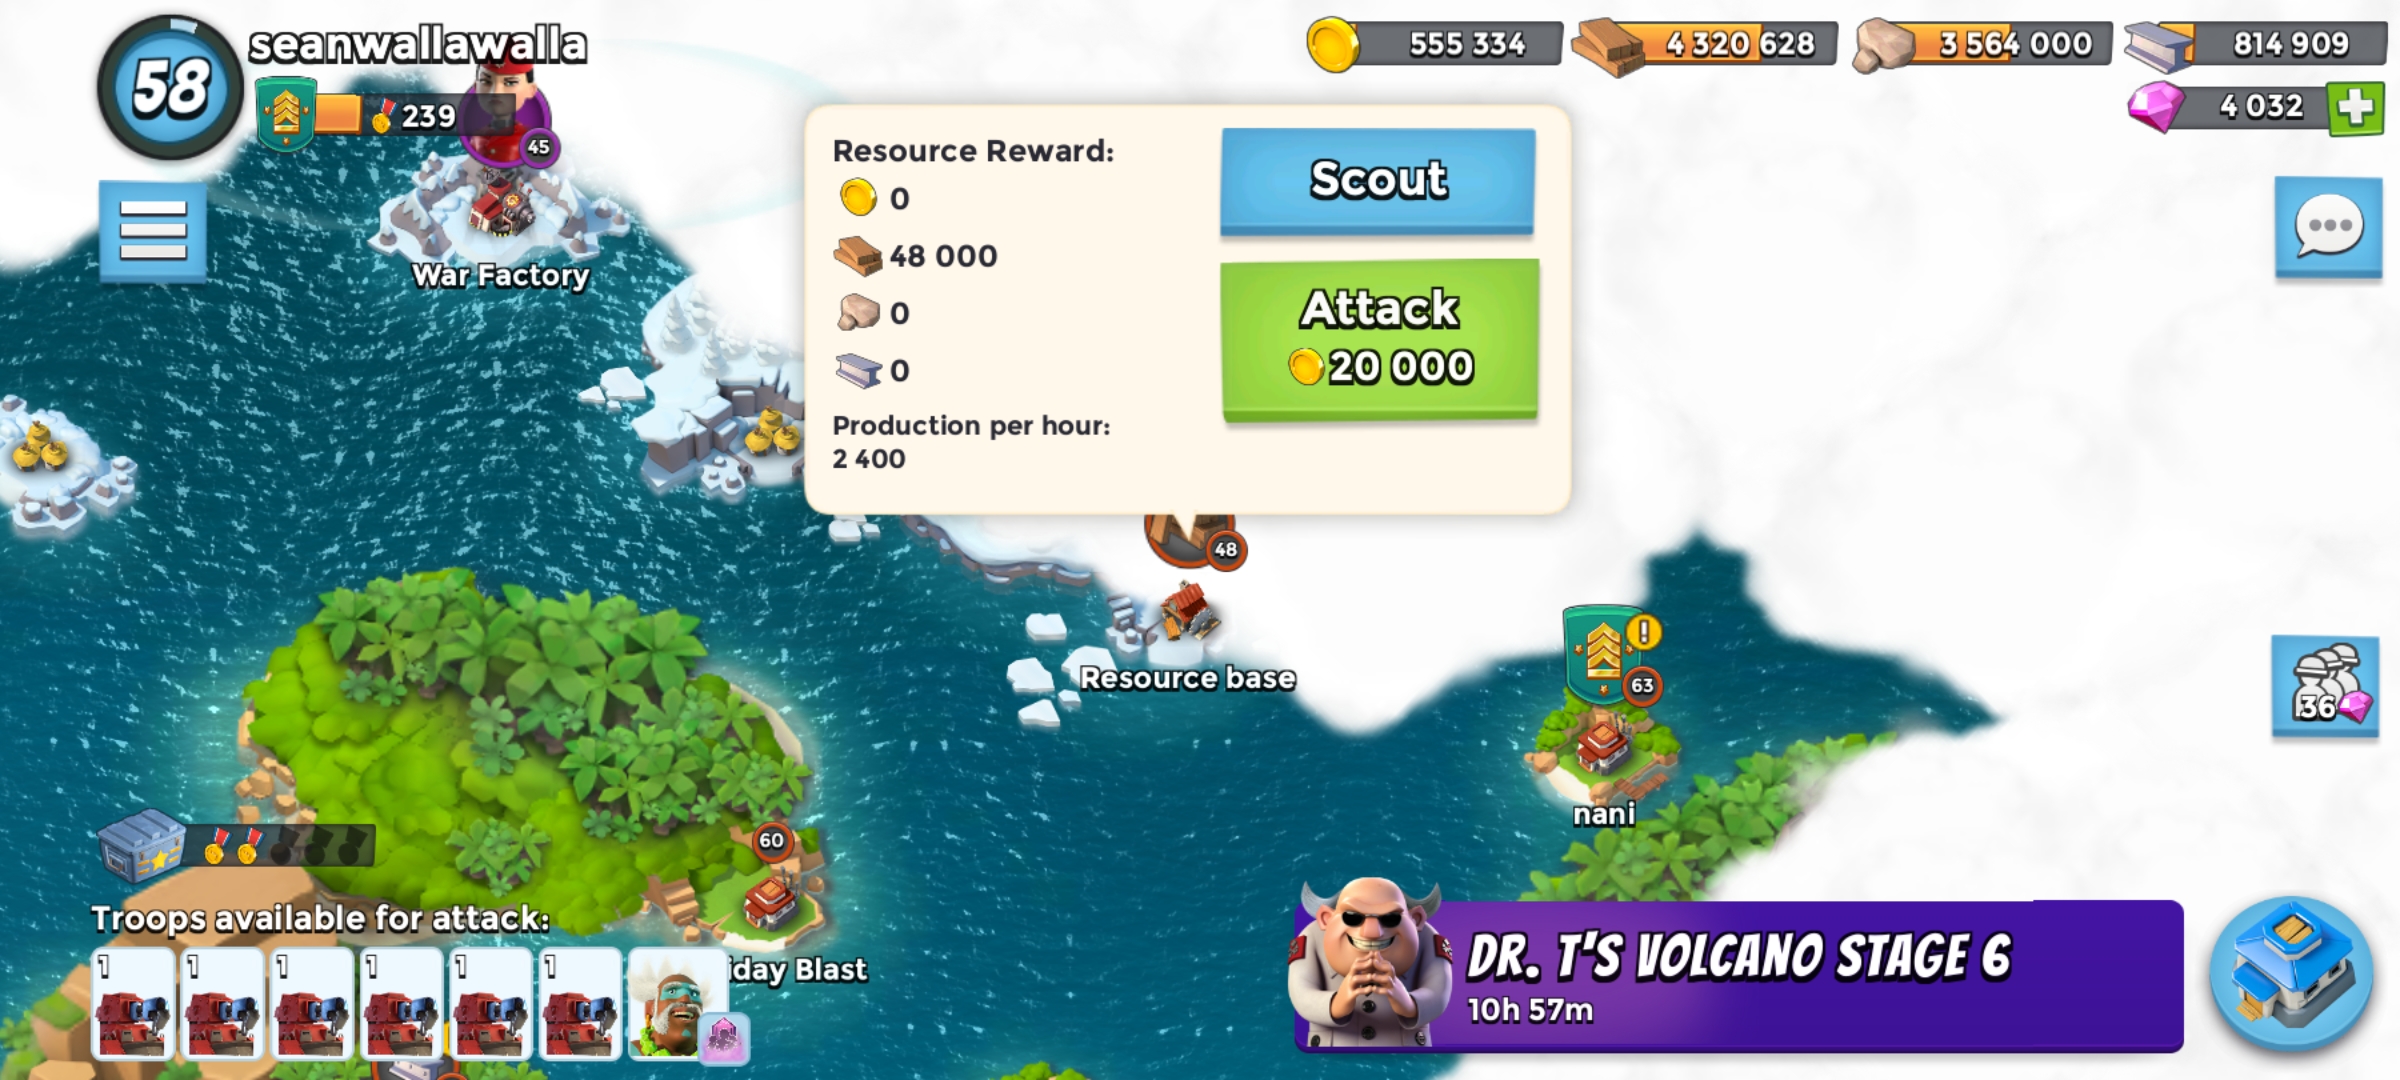 58
seanwallawalla
239
45
555 334
4 320 628
3 564 000
814 909
4 032
War Factory
Resource Reward:
0
48 000
0
0
Production per hour:
2 400
Scout
Attack
20 000
48
Resource base
!
63
nani
36
60
iday Blast
Troops available for attack:
1 1 1 1 1 1
DR. T'S VOLCANO STAGE 6
10h 57m